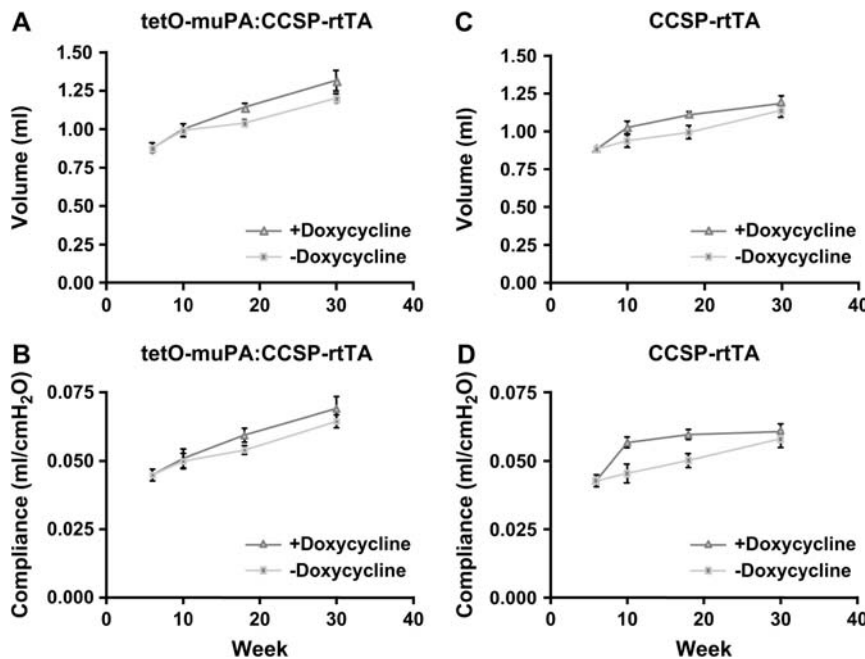 A
tetO-muPA:CCSP-rtTA
Volume (ml)
1.50
1.25
1.00
0.75
0.50
0.25
0.00
0
10
20
30
40
+Doxycycline
-Doxycycline
C
CCSP-rtTA
Volume (ml)
1.50
1.25
1.00
0.75
0.50
0.25
0.00
0
10
20
30
40
+Doxycycline
-Doxycycline
B
tetO-muPA:CCSP-rtTA
Compliance (ml/cmH₂O)
0.075
0.050
0.025
0.000
0
10
20
30
40
+Doxycycline
-Doxycycline
Week
D
CCSP-rtTA
Compliance (ml/cmH₂O)
0.075
0.050
0.025
0.000
0
10
20
30
40
+Doxycycline
-Doxycycline
Week